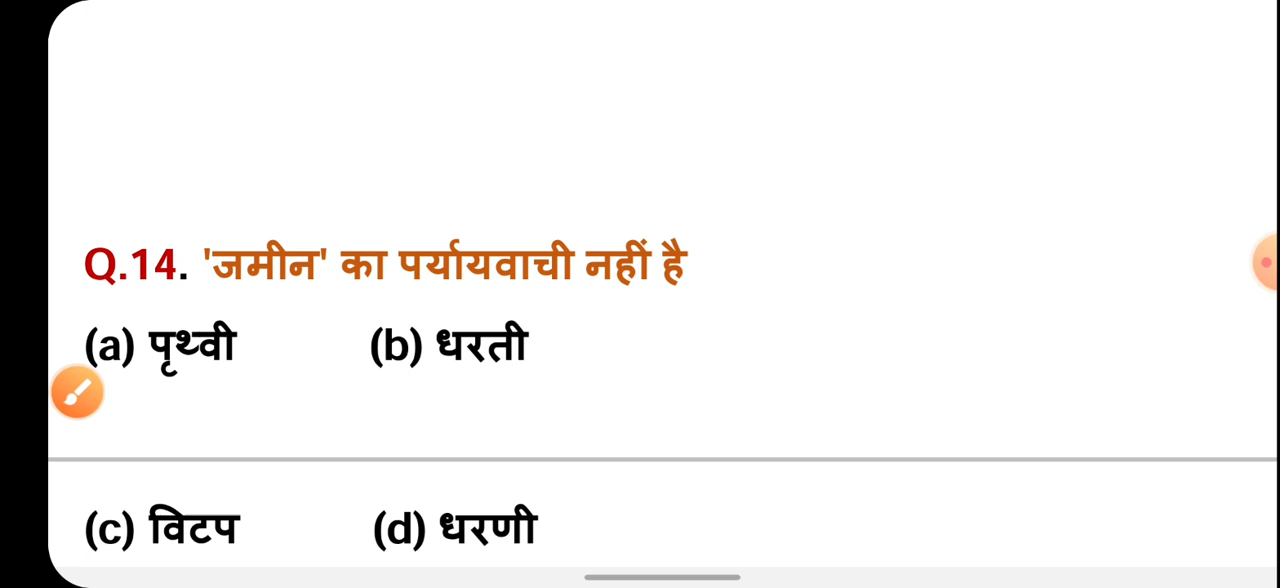 Q.14. 'जमीन' का पर्यायवाची नहीं है
(a) पृथ्वी (b) धरती
(c) विटप (d) धरणी